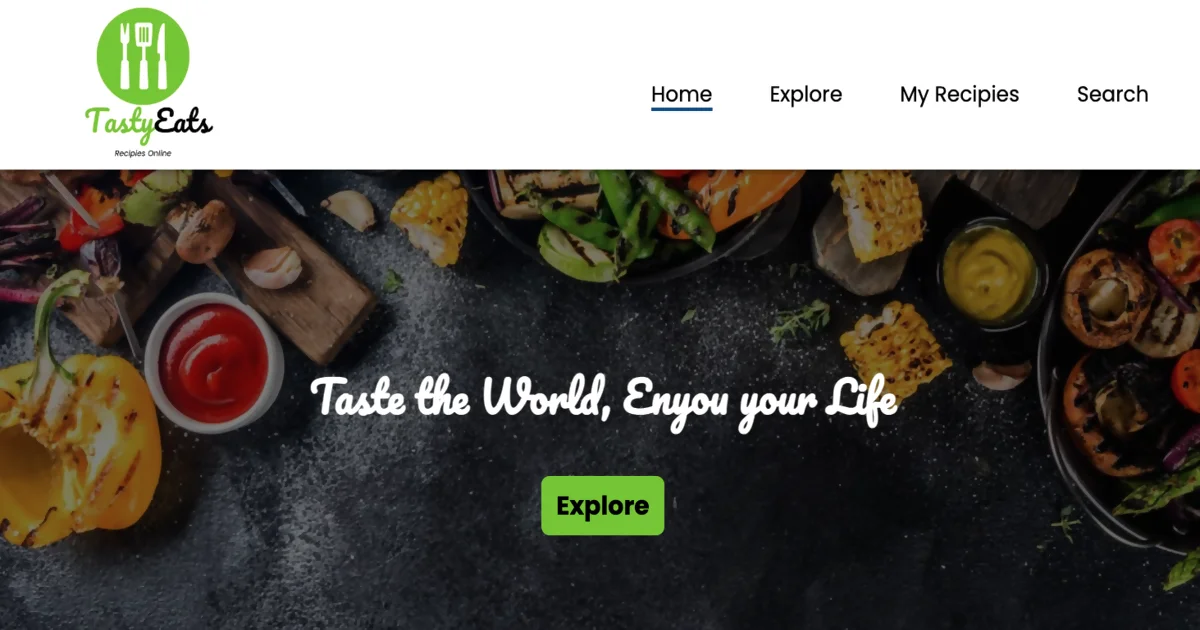 TastyEats
Recipies Online
Home
Explore
My Recipies
Search
Taste the World, Enyou your Life
Explore